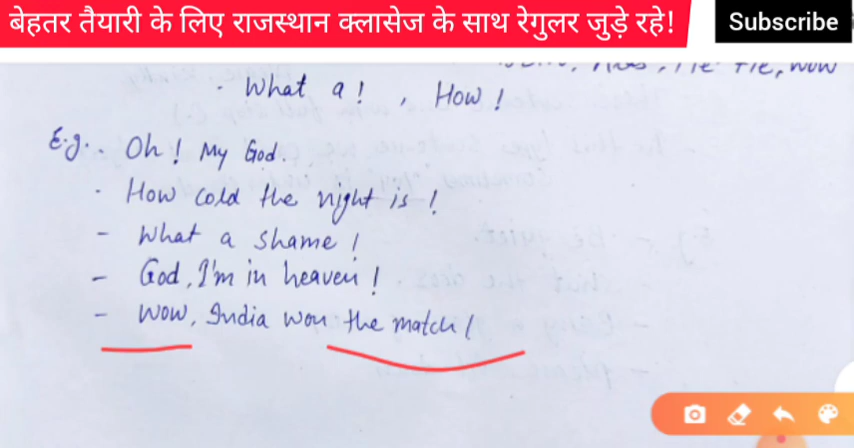 बेहतर तैयारी के लिए राजस्थान क्लासेज के साथ रेगुलर जुड़े रहे!
Subscribe
wow
· What a! , How!
E.g.. Oh! My God.
· How cold the night is!
- What a shame!
- God, I'm in heaven!
- Wow, India won the match!